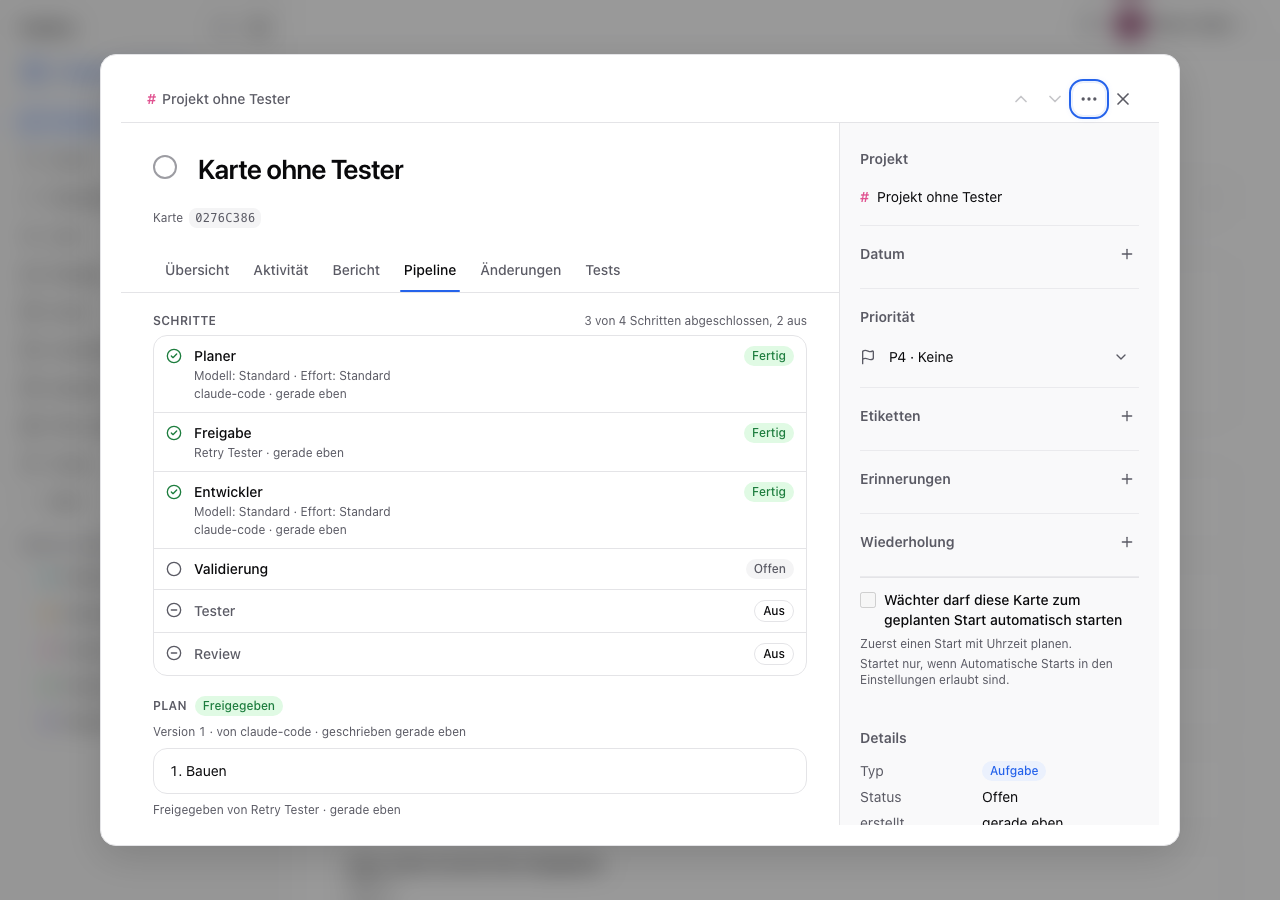 # Projekt ohne Tester
Karte ohne Tester
Karte 0276C386
Übersicht Aktivität Bericht Pipeline Änderungen Tests
SCHRITTE 3 von 4 Schritten abgeschlossen, 2 aus
Planer Fertig
Modell: Standard · Effort: Standard
claude-code · gerade eben
Freigabe Fertig
Retry Tester · gerade eben
Entwickler Fertig
Modell: Standard · Effort: Standard
claude-code · gerade eben
Validierung Offen
Tester Aus
Review Aus
PLAN Freigegeben
Version 1 · von claude-code · geschrieben gerade eben
1. Bauen
Freigegeben von Retry Tester · gerade eben
Projekt
# Projekt ohne Tester
Datum
Priorität
P4 · Keine
Etiketten
Erinnerungen
Wiederholung
Wächter darf diese Karte zum
geplanten Start automatisch starten
Zuerst einen Start mit Uhrzeit planen.
Startet nur, wenn Automatische Starts in den
Einstellungen erlaubt sind.
Details
Typ Aufgabe
Status Offen
erstellt gerade eben